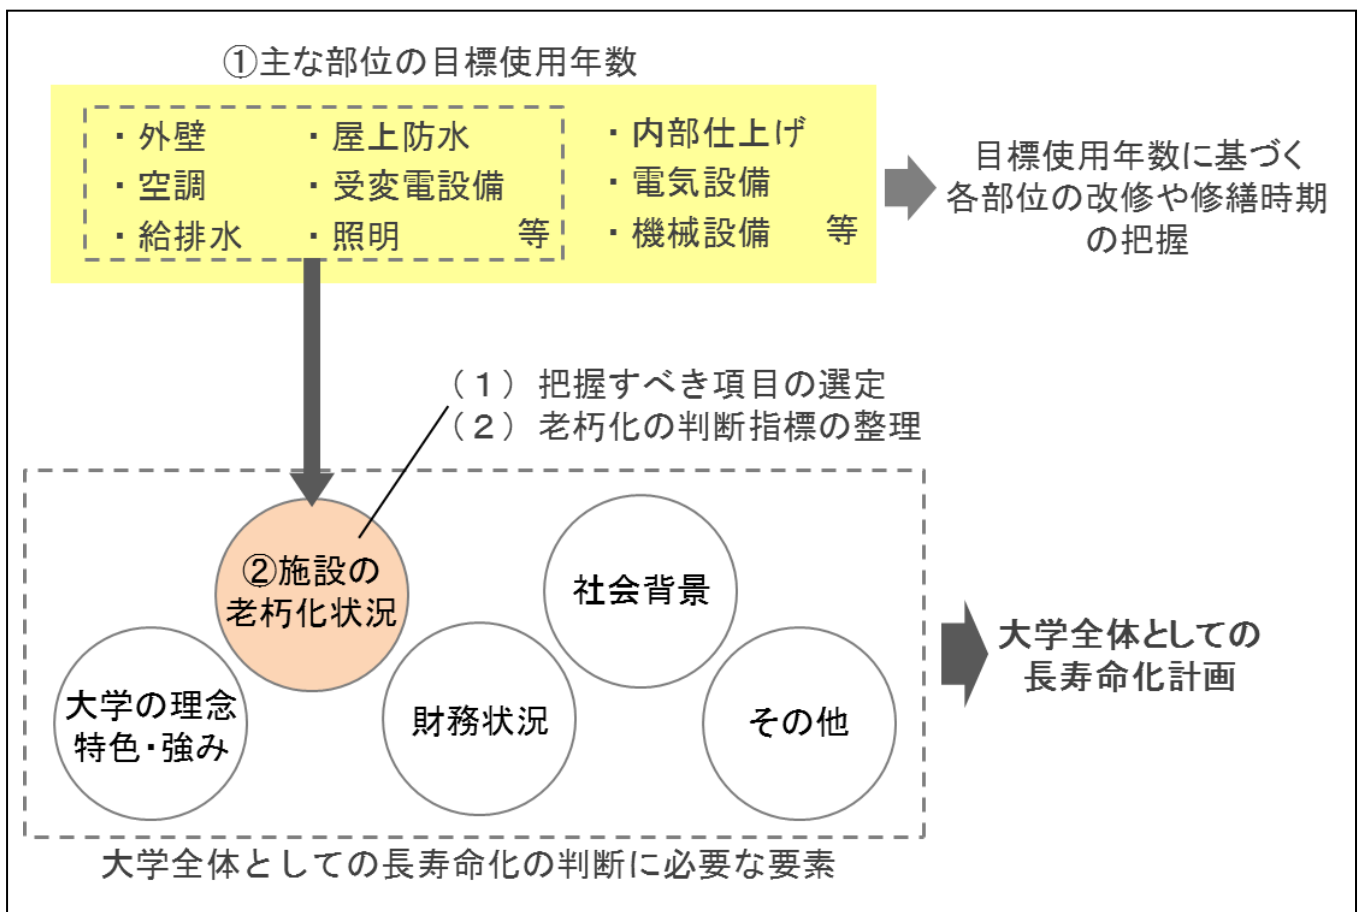 ①主な部位の目標使用年数
・外壁 ・屋上防水 ・内部仕上げ
・空調 ・受変電設備 ・電気設備
・給排水 ・照明 等 ・機械設備 等
目標使用年数に基づく
各部位の改修や修繕時期
の把握
（１）把握すべき項目の選定
（２）老朽化の判断指標の整理
②施設の
老朽化状況
社会背景
大学の理念
特色・強み
財務状況
その他
大学全体としての
長寿命化計画
大学全体としての長寿命化の判断に必要な要素